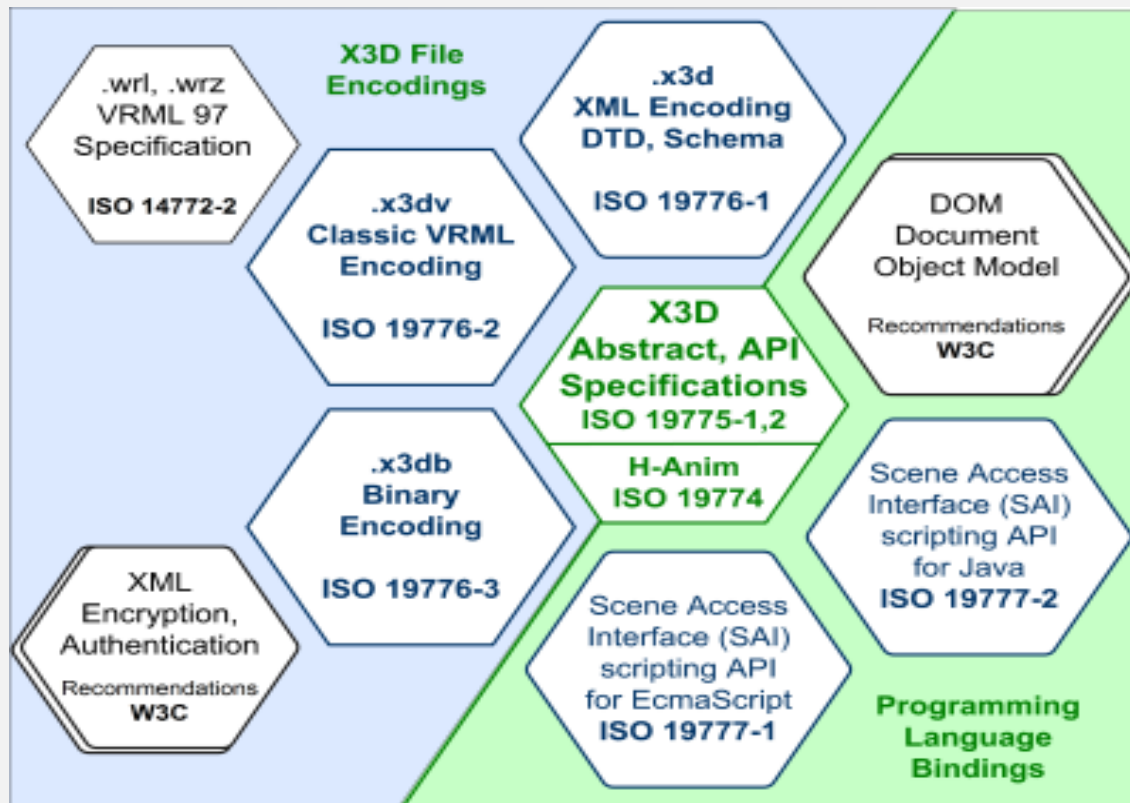 X3D File
Encodings
.wrl, .wrz
VRML 97
Specification
ISO 14772-2
.x3d
XML Encoding
DTD, Schema
ISO 19776-1
.x3dv
Classic VRML
Encoding
ISO 19776-2
DOM
Document
Object Model
Recommendations
W3C
X3D
Abstract, API
Specifications
ISO 19775-1,2
H-Anim
ISO 19774
.x3db
Binary
Encoding
ISO 19776-3
Scene Access
Interface (SAI)
scripting API
for Java
ISO 19777-2
XML
Encryption,
Authentication
Recommendations
W3C
Scene Access
Interface (SAI)
scripting API
for EcmaScript
ISO 19777-1
Programming
Language
Bindings